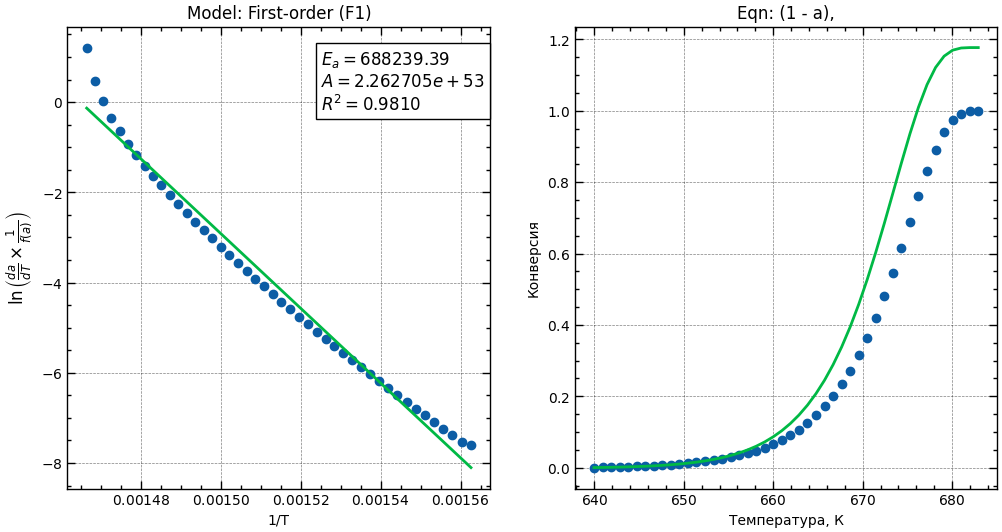 Model: First-order (F1)
Eqn: (1 - a),
E_a = 688239.39
A = 2.262705e + 53
R^2 = 0.9810
ln (da/dT × 1/f(a))
0
−2
−4
−6
−8
0.00148
0.00150
0.00152
0.00154
0.00156
1/T
Конверсия
1.2
1.0
0.8
0.6
0.4
0.2
0.0
640
650
660
670
680
Температура, К